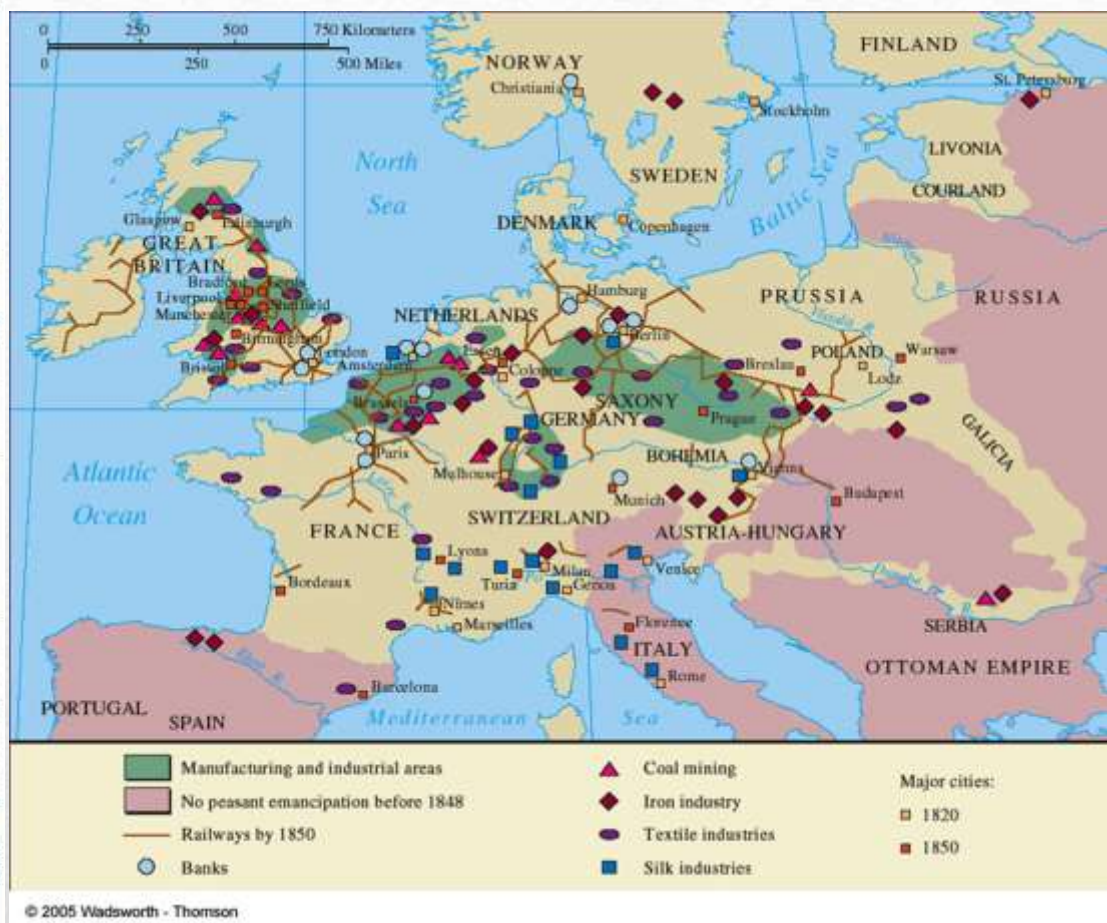 0 250 500 750 Kilometers
0 250 500 Miles
NORWAY
Christiania
FINLAND
St. Petersburg
Stockholm
North
Sea
SWEDEN
Baltic Sea
LIVONIA
COURLAND
DENMARK
Copenhagen
Glasgow
Edinburgh
GREAT
BRITAIN
Bradford
Leeds
Liverpool
Sheffield
Manchester
Birmingham
Bristol
London
Hamburg
NETHERLANDS
PRUSSIA
RUSSIA
Berlin
Amsterdam
Essen
Cologne
POLAND
Warsaw
Breslau
Lodz
Brussels
SAXONY
GERMANY
Prague
GALICIA
Atlantic
Ocean
Paris
BOHEMIA
Vienna
Mulhouse
Munich
Budapest
FRANCE
SWITZERLAND
AUSTRIA-HUNGARY
Lyons
Milan
Venice
Turin
Genoa
Bordeaux
Nîmes
Marseilles
Florence
ITALY
SERBIA
OTTOMAN EMPIRE
Rome
Barcelona
PORTUGAL
SPAIN
Mediterranean Sea
Manufacturing and industrial areas
No peasant emancipation before 1848
Railways by 1850
Banks
Coal mining
Iron industry
Textile industries
Silk industries
Major cities:
1820
1850
© 2005 Wadsworth - Thomson